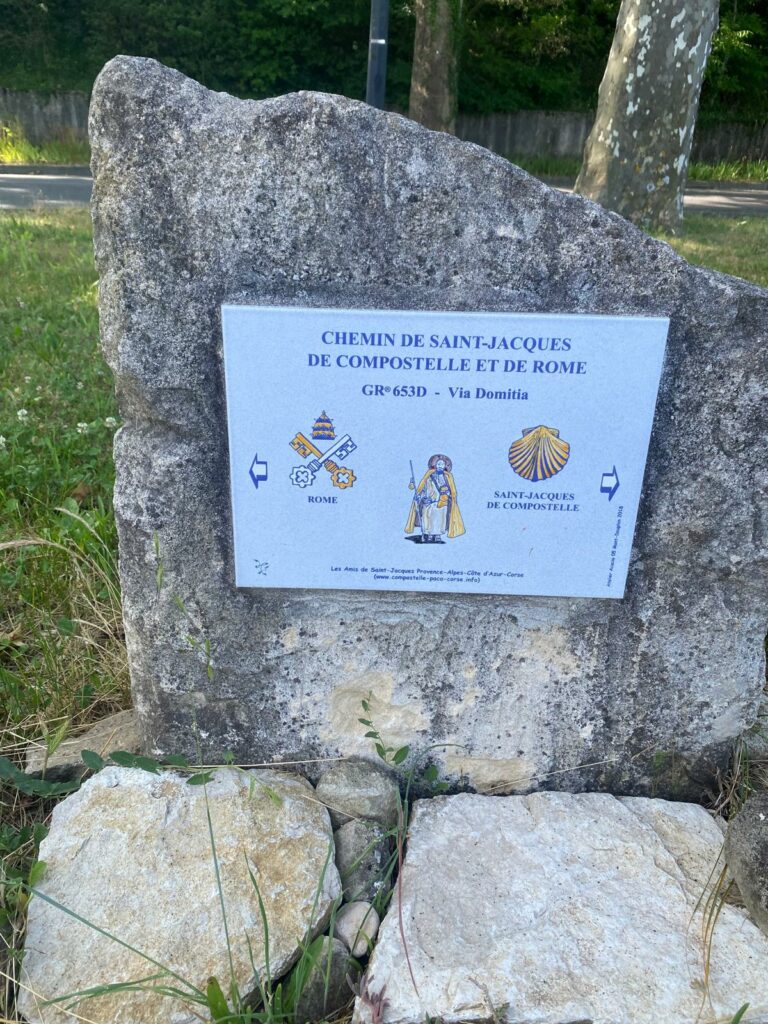 CHEMIN DE SAINT-JACQUES
DE COMPOSTELLE ET DE ROME
GR® 653D - Via Domitia
ROME
SAINT-JACQUES
DE COMPOSTELLE
Les Amis de Saint-Jacques Provence-Alpes-Côte d'Azur-Corse
(www.compostelle-paca-corse.info)